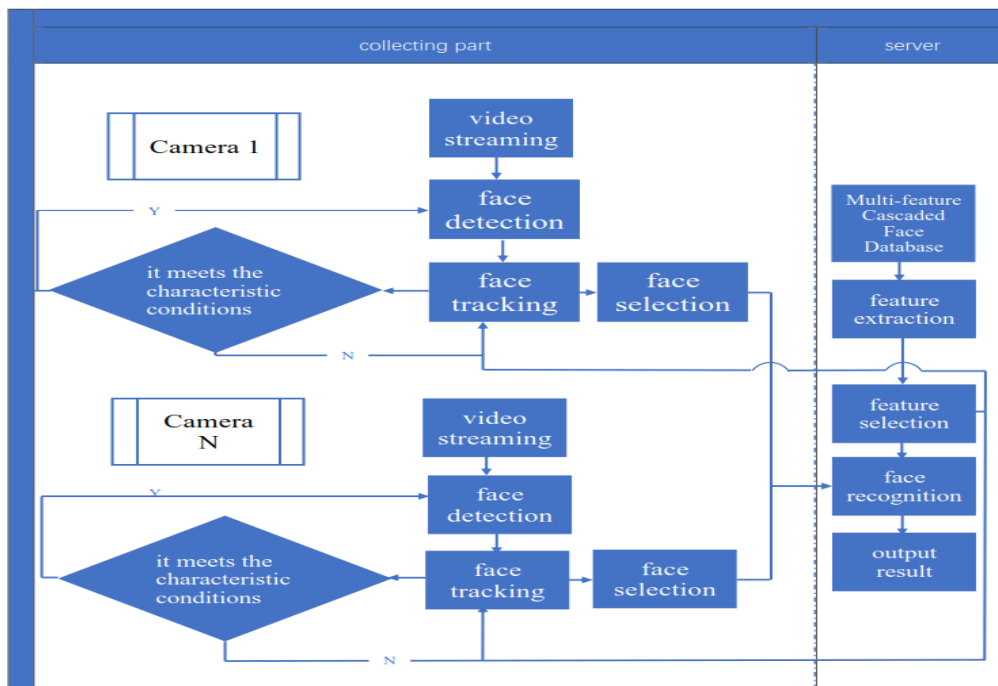 collecting part
server
Camera 1
video
streaming
face
detection
Y
it meets the
characteristic
conditions
face
tracking
face
selection
N
Camera
N
video
streaming
face
detection
Y
it meets the
characteristic
conditions
face
tracking
face
selection
N
Multi-feature
Cascaded
Face
Database
feature
extraction
feature
selection
face
recognition
output
result